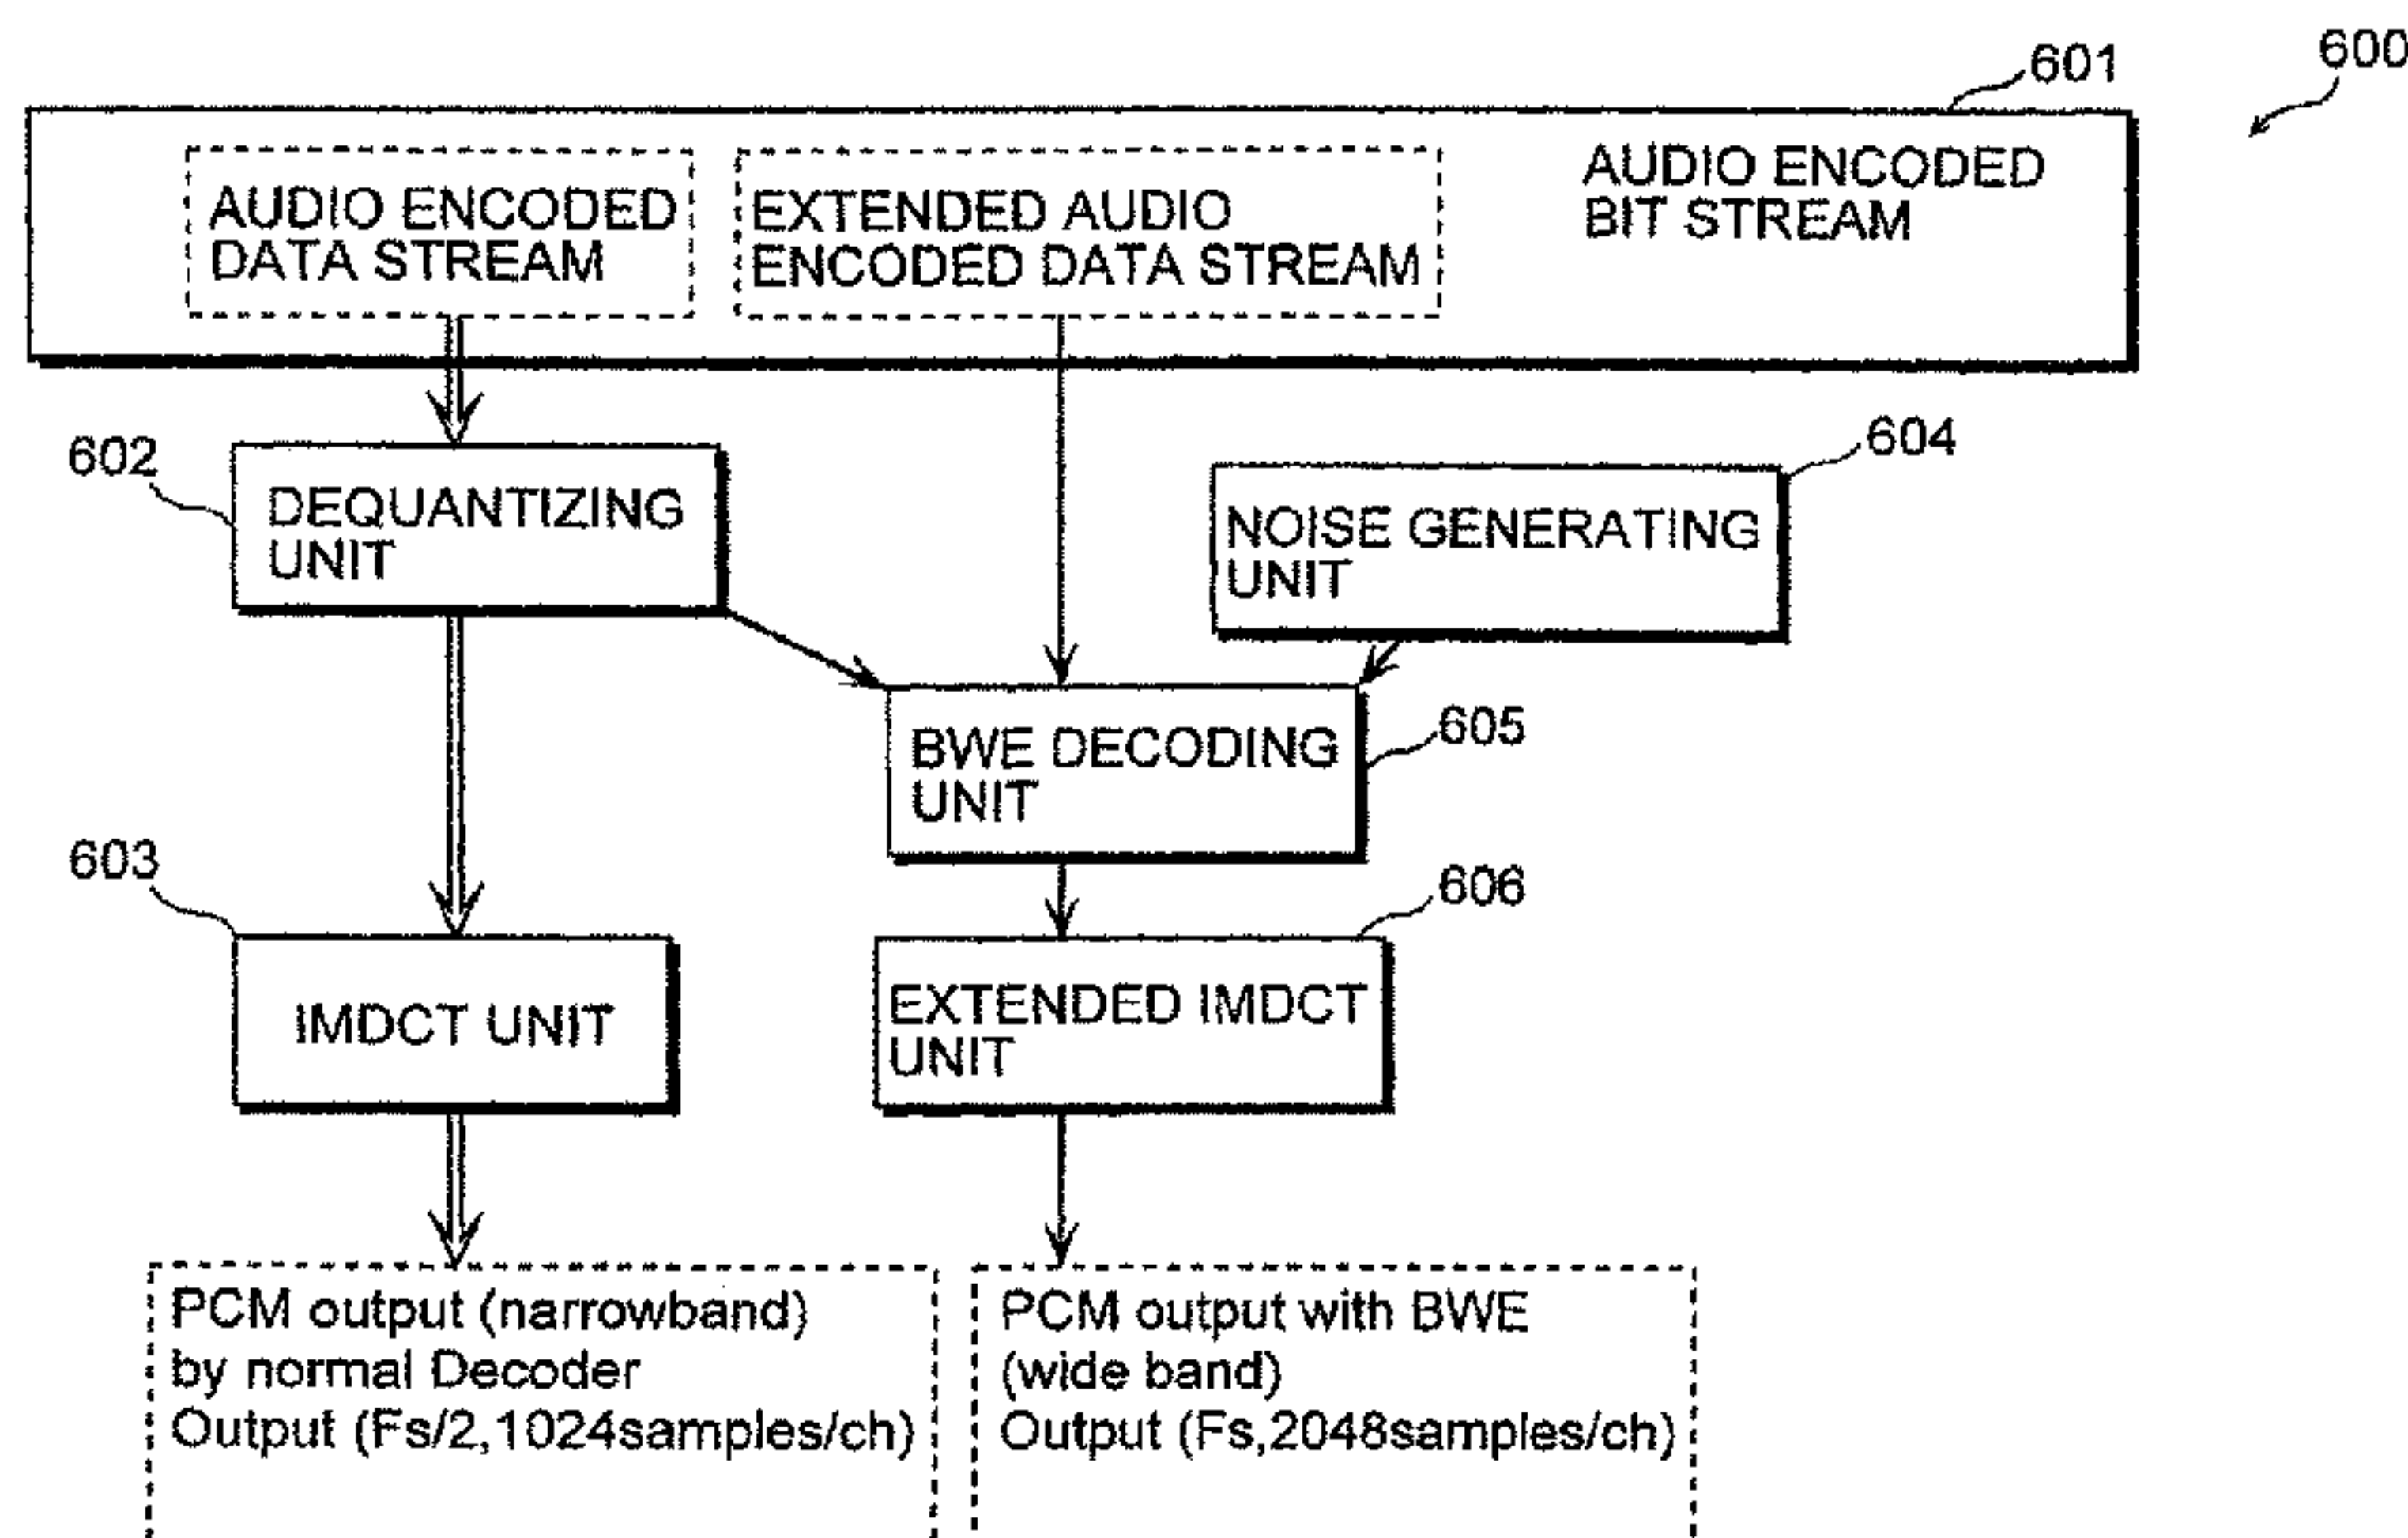 600
601
AUDIO ENCODED
DATA STREAM
EXTENDED AUDIO
ENCODED DATA STREAM
AUDIO ENCODED
BIT STREAM
602
DEQUANTIZING
UNIT
604
NOISE GENERATING
UNIT
605
BWE DECODING
UNIT
603
IMDCT UNIT
606
EXTENDED IMDCT
UNIT
PCM output (narrowband)
by normal Decoder
Output (Fs/2,1024samples/ch)
PCM output with BWE
(wide band)
Output (Fs,2048samples/ch)